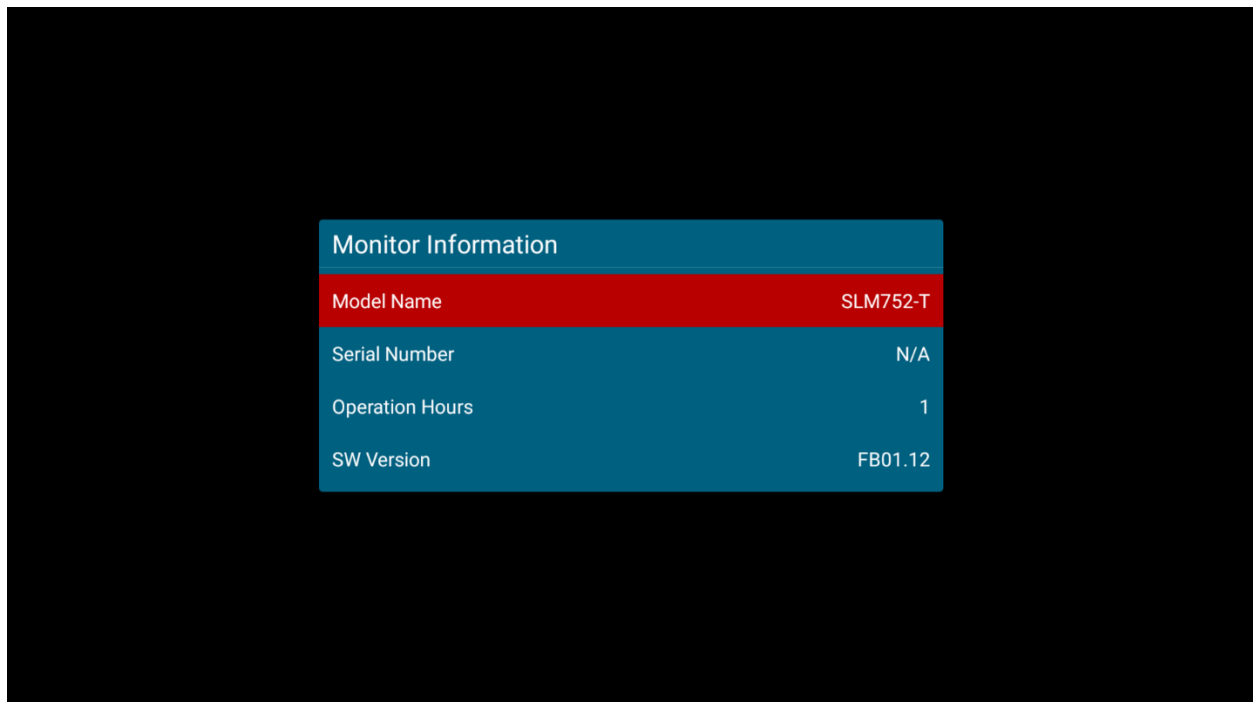 Monitor Information
Model Name SLM752-T
Serial Number N/A
Operation Hours 1
SW Version FB01.12